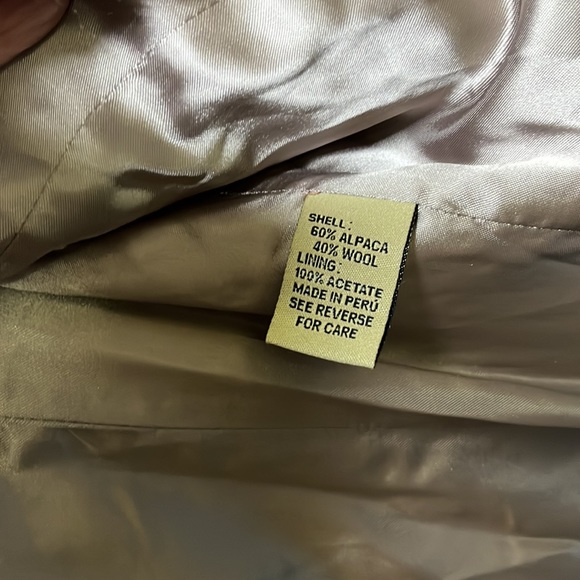 SHELL:
60% ALPACA
40% WOOL
LINING:
100% ACETATE
MADE IN PERÚ
SEE REVERSE
FOR CARE